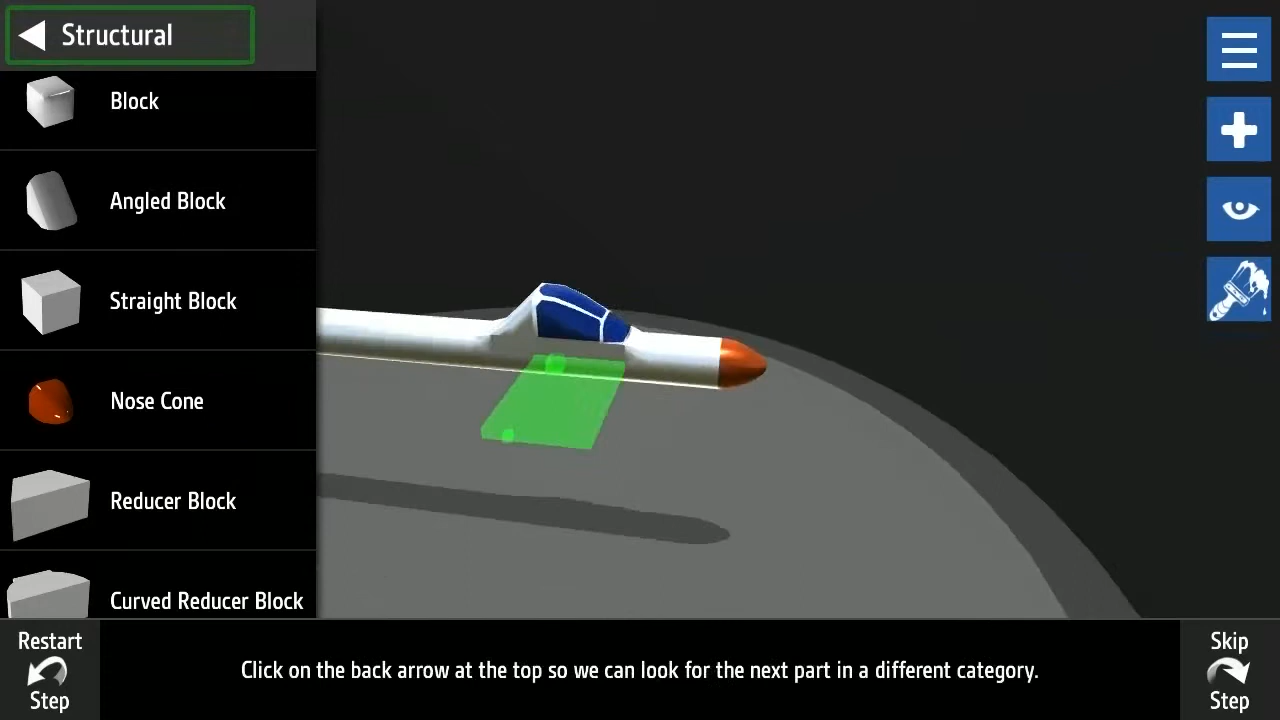 Structural
Block
Angled Block
Straight Block
Nose Cone
Reducer Block
Curved Reducer Block
Restart
Step
Click on the back arrow at the top so we can look for the next part in a different category.
Skip
Step